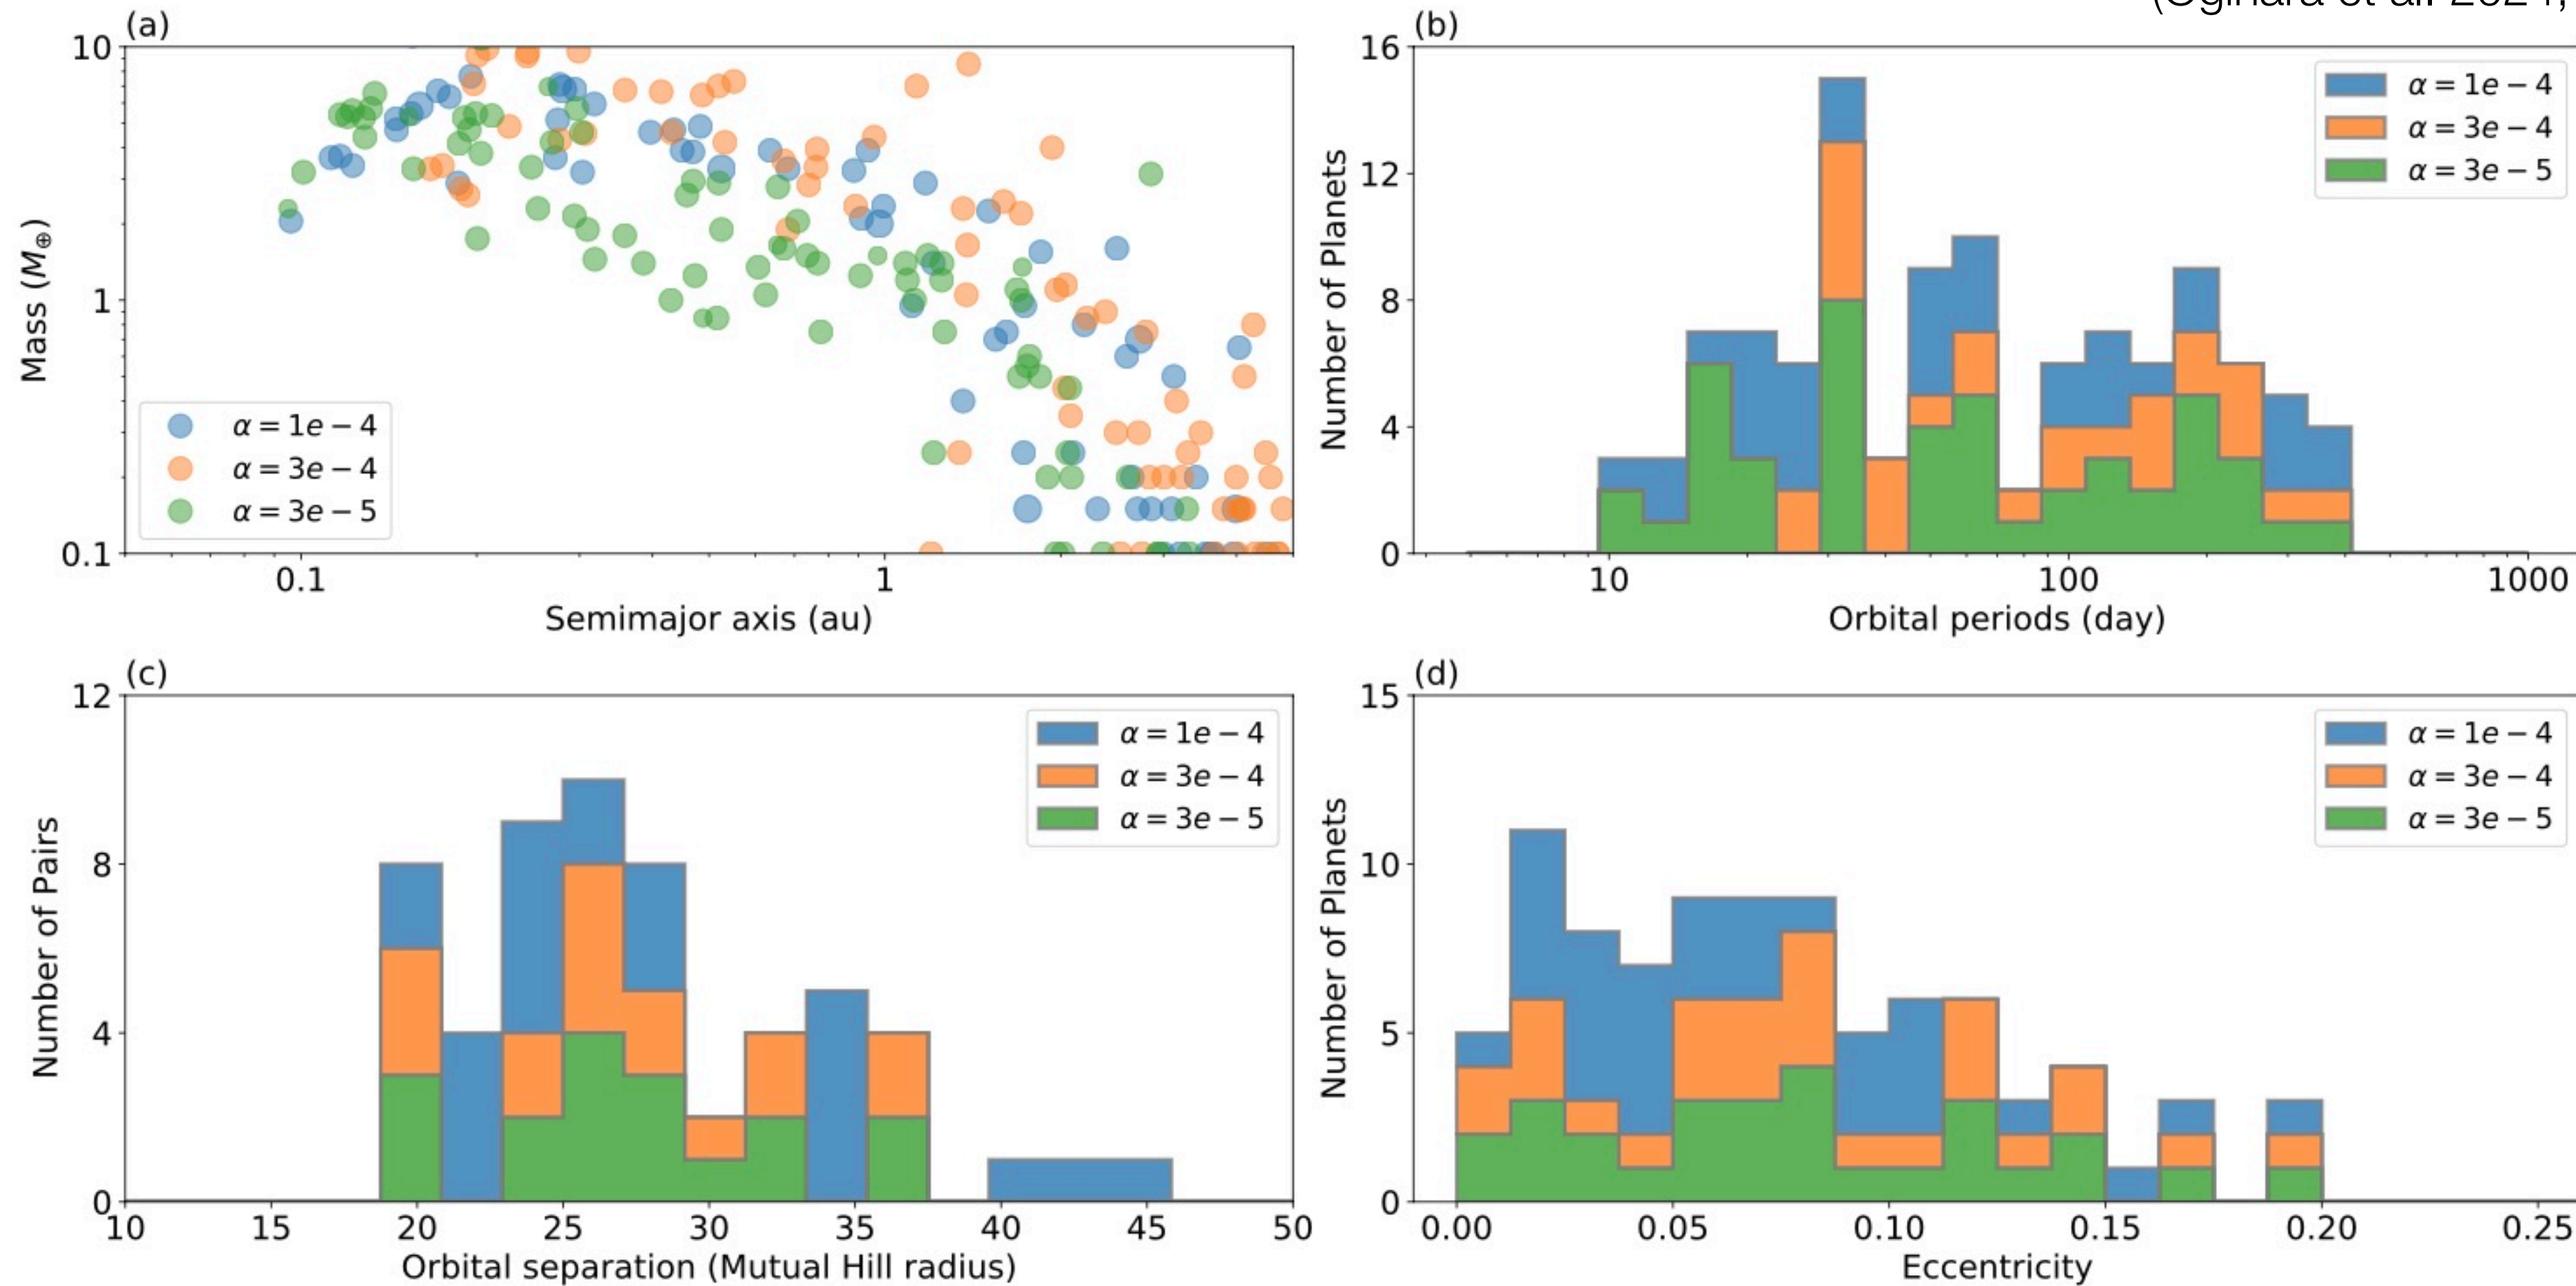 (a)
10
1
0.1
Mass (M⊕)
α = 1e − 4
α = 3e − 4
α = 3e − 5
0.1
1
Semimajor axis (au)
(b)
16
12
8
4
0
Number of Planets
α = 1e − 4
α = 3e − 4
α = 3e − 5
10
100
1000
Orbital periods (day)
(c)
12
8
4
0
Number of Pairs
α = 1e − 4
α = 3e − 4
α = 3e − 5
10 15 20 25 30 35 40 45 50
Orbital separation (Mutual Hill radius)
(d)
15
10
5
0
Number of Planets
α = 1e − 4
α = 3e − 4
α = 3e − 5
0.00 0.05 0.10 0.15 0.20 0.25
Eccentricity